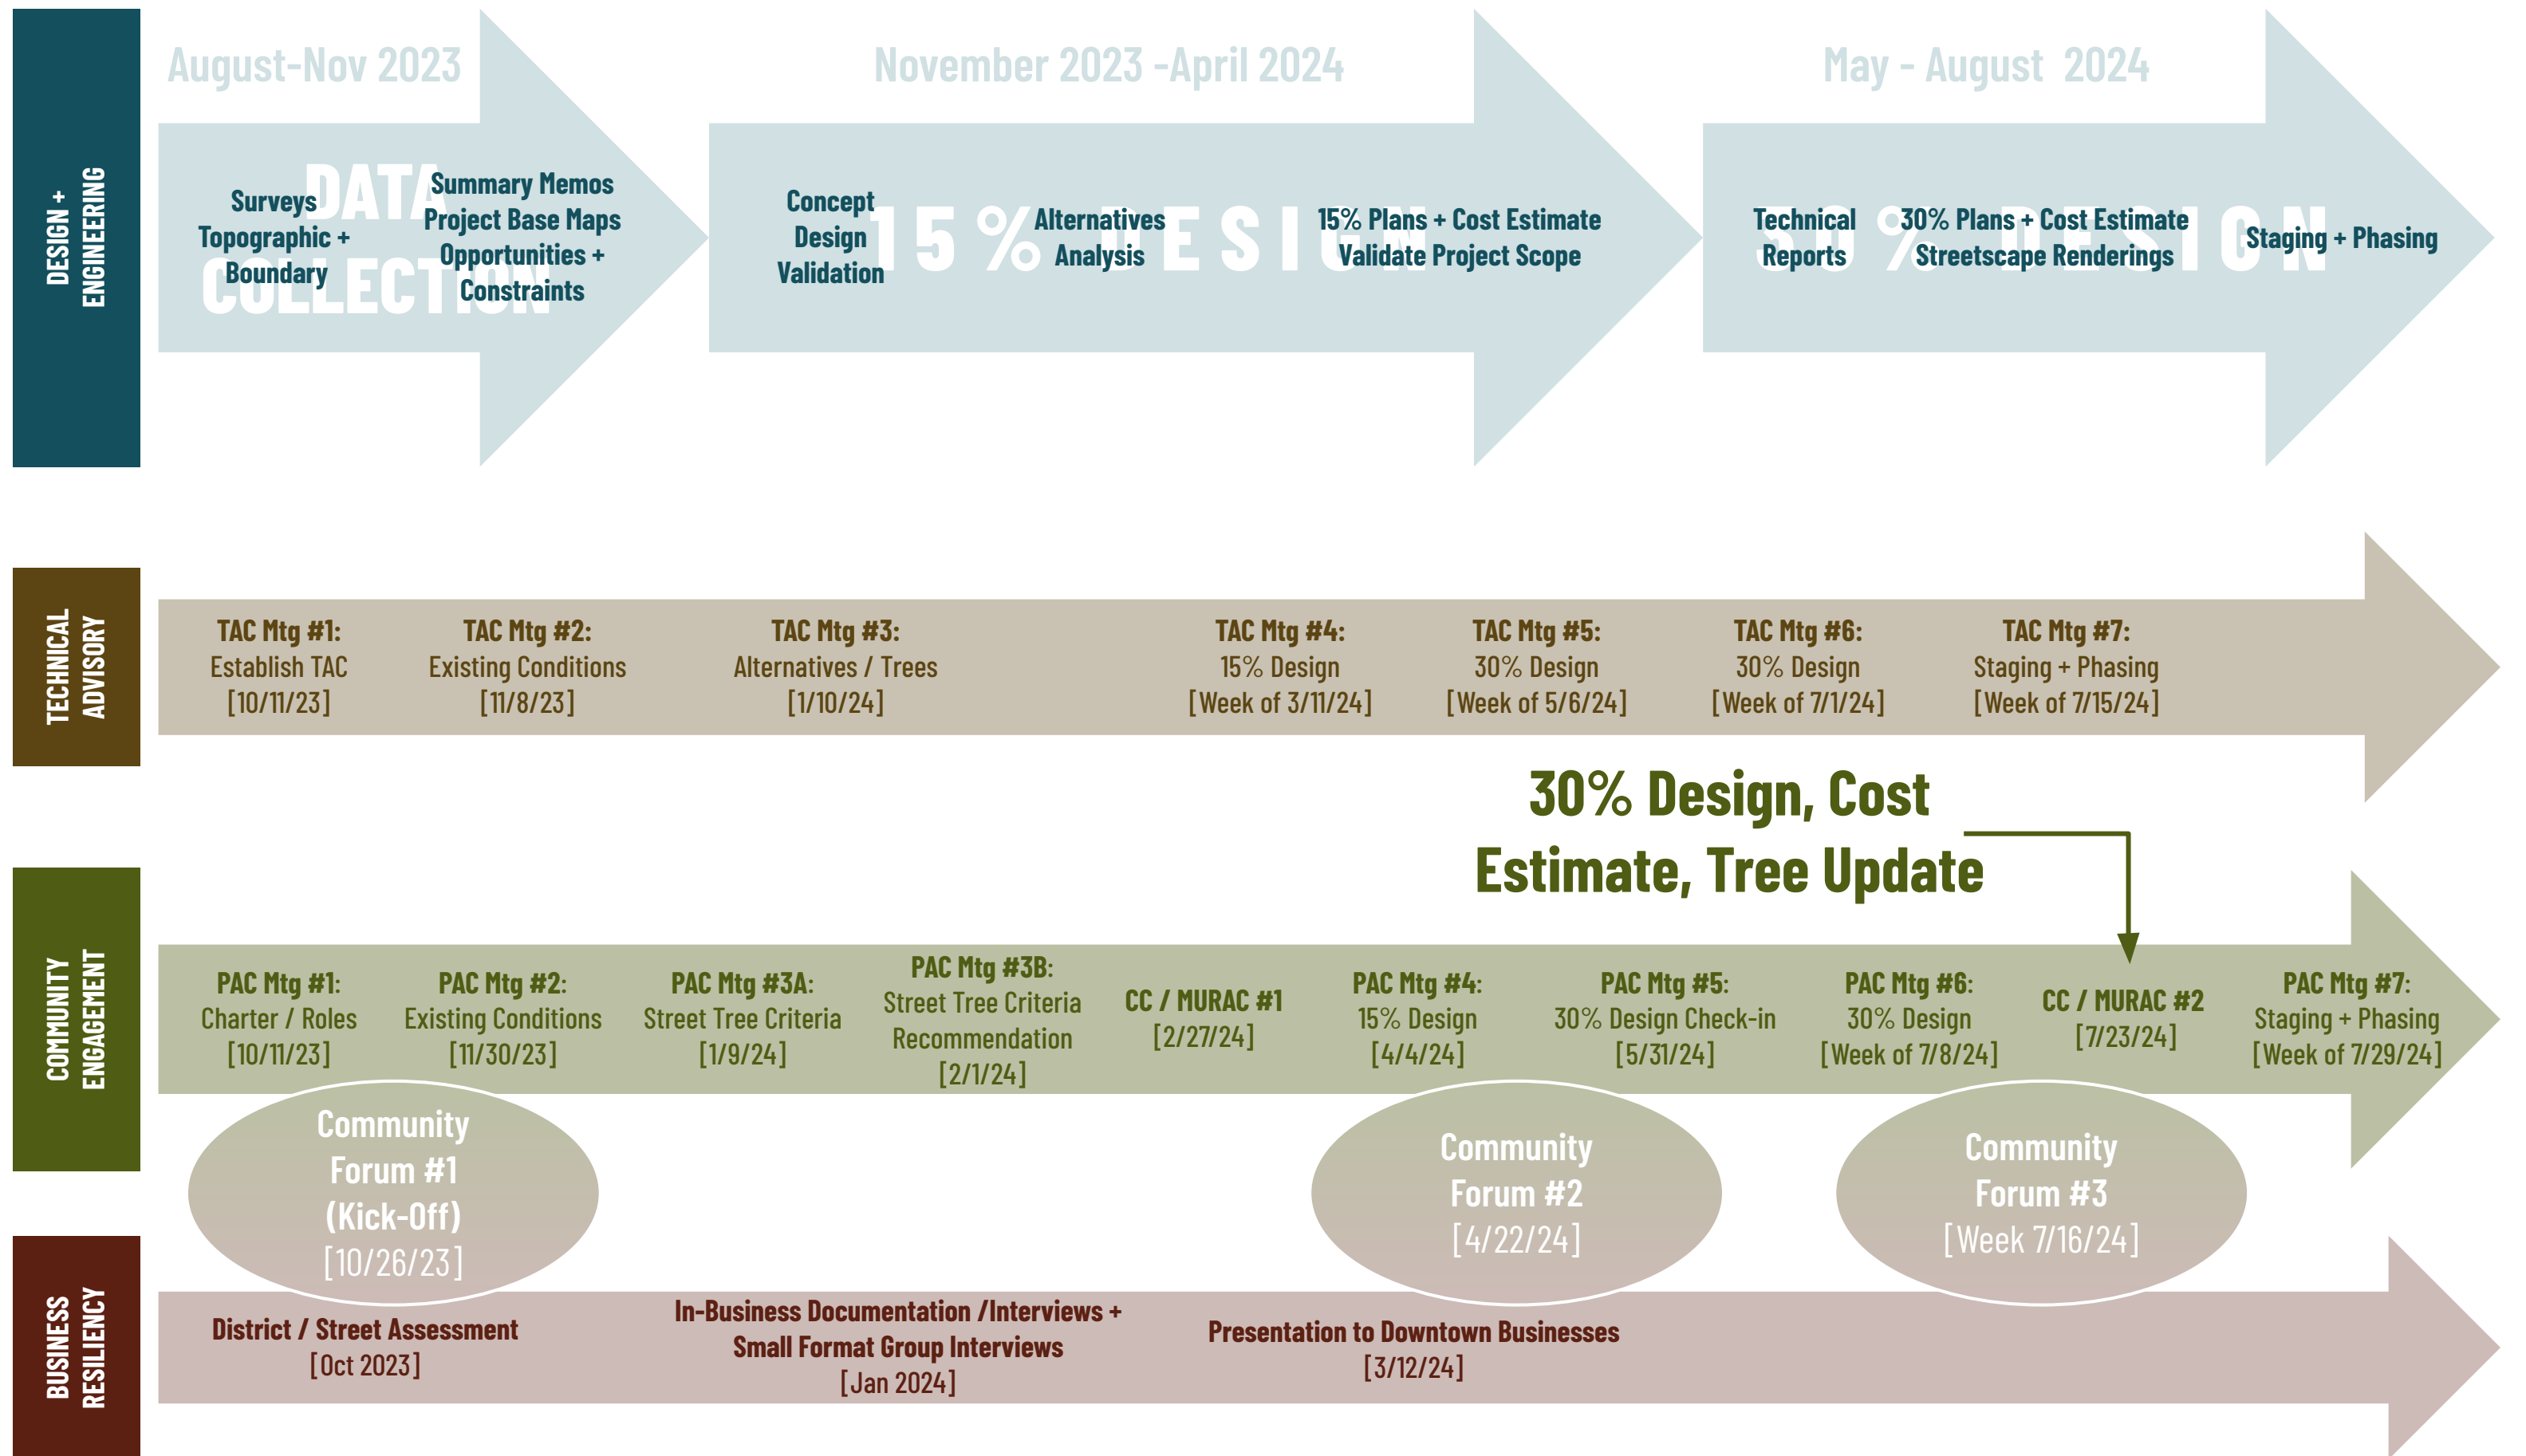 DESIGN +
ENGINEERING
August-Nov 2023
November 2023 -April 2024
May - August 2024
DATA
COLLECTION
Surveys
Topographic +
Boundary
Summary Memos
Project Base Maps
Opportunities +
Constraints
15% DESIGN
Concept
Design
Validation
Alternatives
Analysis
15% Plans + Cost Estimate
Validate Project Scope
30% DESIGN
Technical
Reports
30% Plans + Cost Estimate
Streetscape Renderings
Staging + Phasing
TECHNICAL
ADVISORY
TAC Mtg #1:
Establish TAC
[10/11/23]
TAC Mtg #2:
Existing Conditions
[11/8/23]
TAC Mtg #3:
Alternatives / Trees
[1/10/24]
TAC Mtg #4:
15% Design
[Week of 3/11/24]
TAC Mtg #5:
30% Design
[Week of 5/6/24]
TAC Mtg #6:
30% Design
[Week of 7/1/24]
TAC Mtg #7:
Staging + Phasing
[Week of 7/15/24]
30% Design, Cost
Estimate, Tree Update
COMMUNITY
ENGAGEMENT
PAC Mtg #1:
Charter / Roles
[10/11/23]
PAC Mtg #2:
Existing Conditions
[11/30/23]
PAC Mtg #3A:
Street Tree Criteria
[1/9/24]
PAC Mtg #3B:
Street Tree Criteria
Recommendation
[2/1/24]
CC / MURAC #1
[2/27/24]
PAC Mtg #4:
15% Design
[4/4/24]
PAC Mtg #5:
30% Design Check-in
[5/31/24]
PAC Mtg #6:
30% Design
[Week of 7/8/24]
CC / MURAC #2
[7/23/24]
PAC Mtg #7:
Staging + Phasing
[Week of 7/29/24]
Community
Forum #1
(Kick-Off)
[10/26/23]
Community
Forum #2
[4/22/24]
Community
Forum #3
[Week 7/16/24]
BUSINESS
RESILIENCY
District / Street Assessment
[Oct 2023]
In-Business Documentation /Interviews +
Small Format Group Interviews
[Jan 2024]
Presentation to Downtown Businesses
[3/12/24]